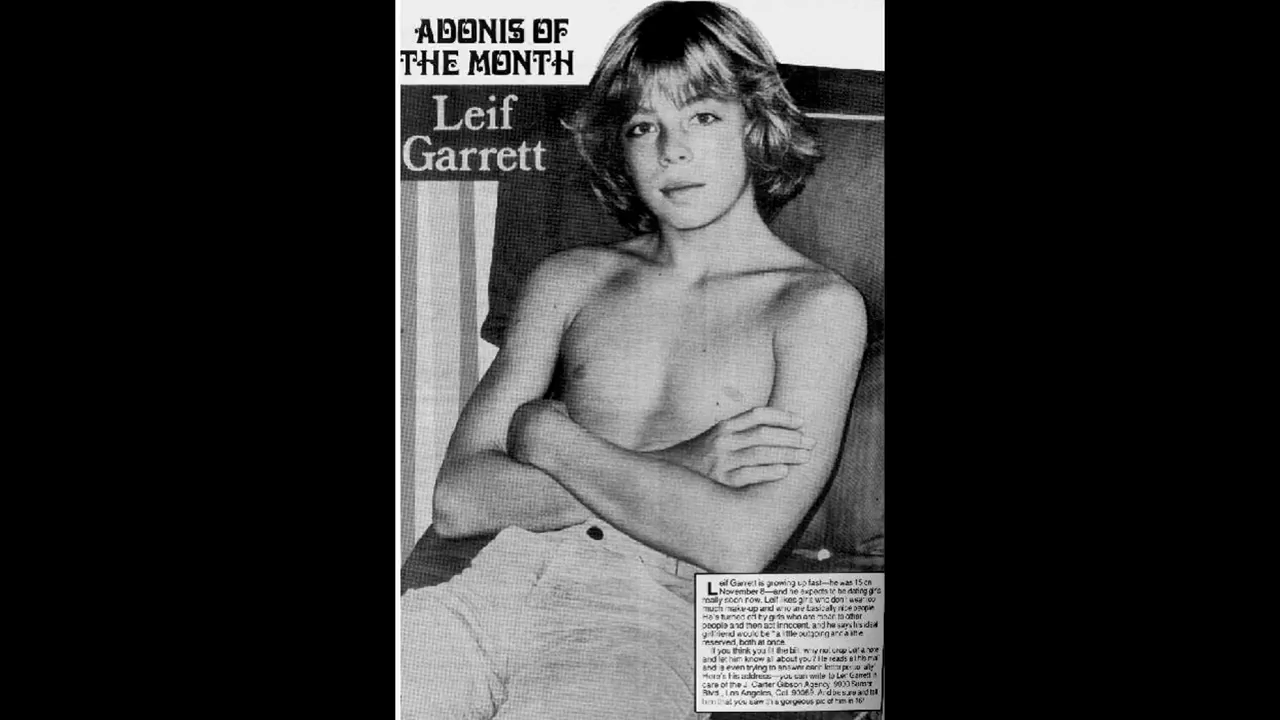 ADONIS OF
THE MONTH
Leif
Garrett
Leif Garrett is growing up fast—he was 15 on
November 8—and he expects to be dating girls
really soon now. Leif likes girls who don't wear too
much make-up and who are basically nice people.
He's turned off by girls who are mean to other
people and then act innocent, and he says his ideal
girlfriend would be "a little outgoing and a little
reserved, both at once.
If you think you fit the bill, why not drop Leif a note
and let him know all about you? He reads all his mail
and is even trying to answer each letter personally!
Here's his address—you can write to Leif Garrett in
care of the J. Carter Gibson Agency, 9000 Sunset
Blvd., Los Angeles, Cal. 90069. And be sure and tell
him that you saw this gorgeous pic of him in 16!